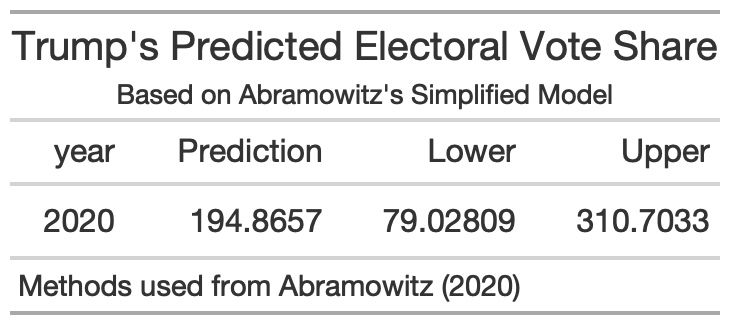 Trump's Predicted Electoral Vote Share
Based on Abramowitz's Simplified Model
year Prediction Lower Upper
2020 194.8657 79.02809 310.7033
Methods used from Abramowitz (2020)